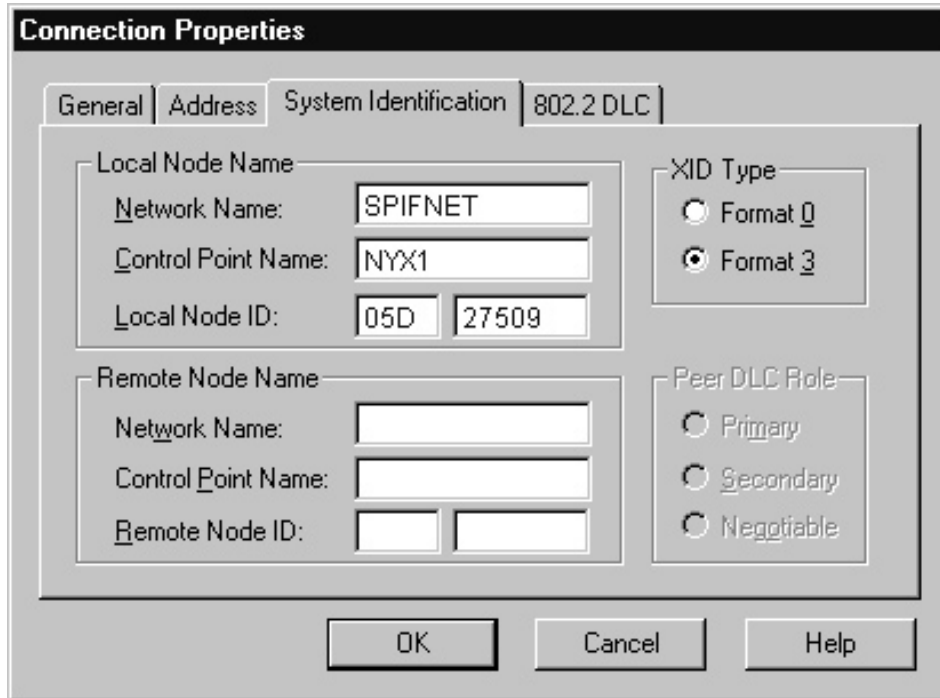 Connection Properties
General Address System Identification 802.2 DLC
Local Node Name
Network Name: SPIFNET
Control Point Name: NYX1
Local Node ID: 05D 27509
XID Type
Format 0
Format 3
Remote Node Name
Network Name:
Control Point Name:
Remote Node ID:
Peer DLC Role
Primary
Secondary
Negotiable
OK Cancel Help